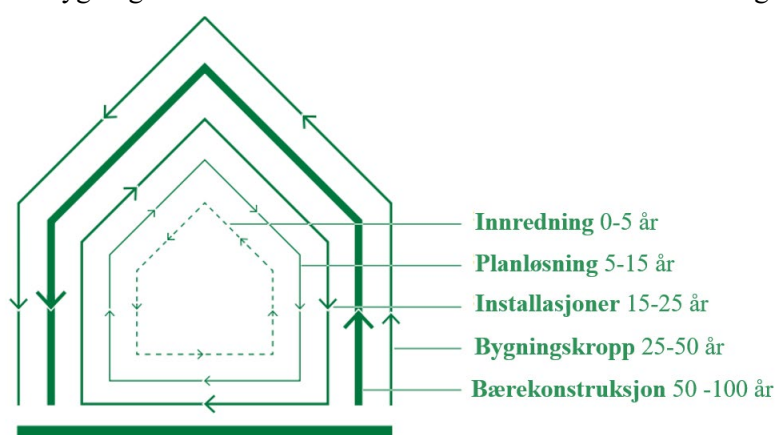 Innredning 0-5 år
Planløsning 5-15 år
Installasjoner 15-25 år
Bygningskropp 25-50 år
Bærekonstruksjon 50 -100 år